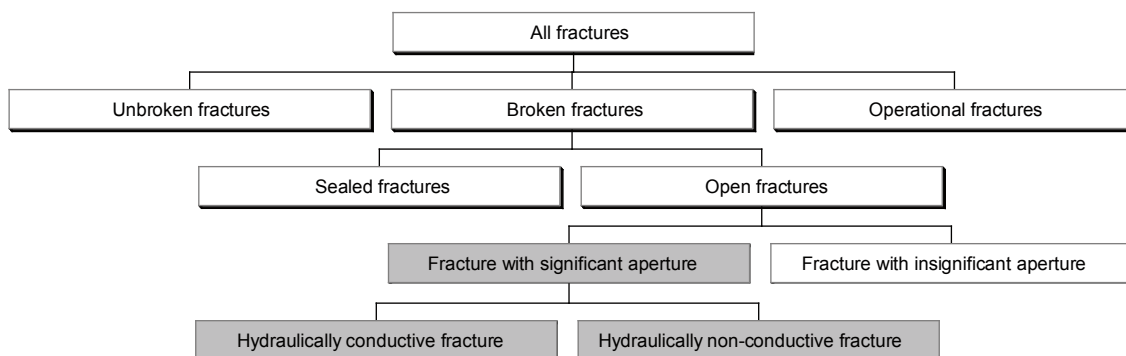 All fractures
Unbroken fractures
Broken fractures
Operational fractures
Sealed fractures
Open fractures
Fracture with significant aperture
Fracture with insignificant aperture
Hydraulically conductive fracture
Hydraulically non-conductive fracture